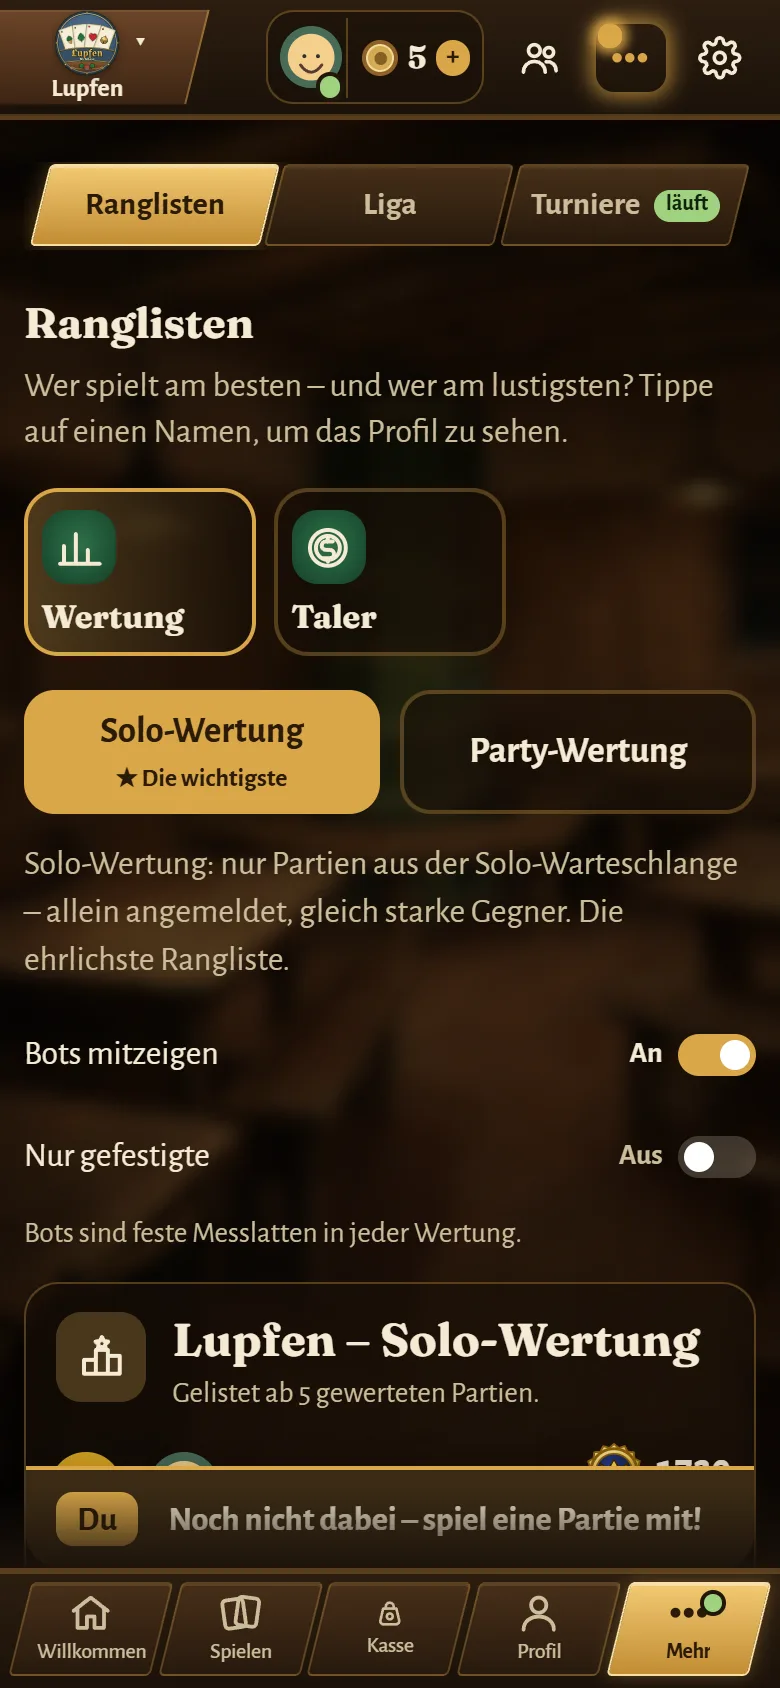 Lupfen
Lupfen
5
+
Ranglisten
Liga
Turniere
läuft
Ranglisten
Wer spielt am besten – und wer am lustigsten? Tippe
auf einen Namen, um das Profil zu sehen.
Wertung
Taler
Solo-Wertung
★ Die wichtigste
Party-Wertung
Solo-Wertung: nur Partien aus der Solo-Warteschlange
– allein angemeldet, gleich starke Gegner. Die
ehrlichste Rangliste.
Bots mitzeigen
An
Nur gefestigte
Aus
Bots sind feste Messlatten in jeder Wertung.
Lupfen – Solo-Wertung
Gelistet ab 5 gewerteten Partien.
Du
Noch nicht dabei – spiel eine Partie mit!
Willkommen
Spielen
Kasse
Profil
Mehr